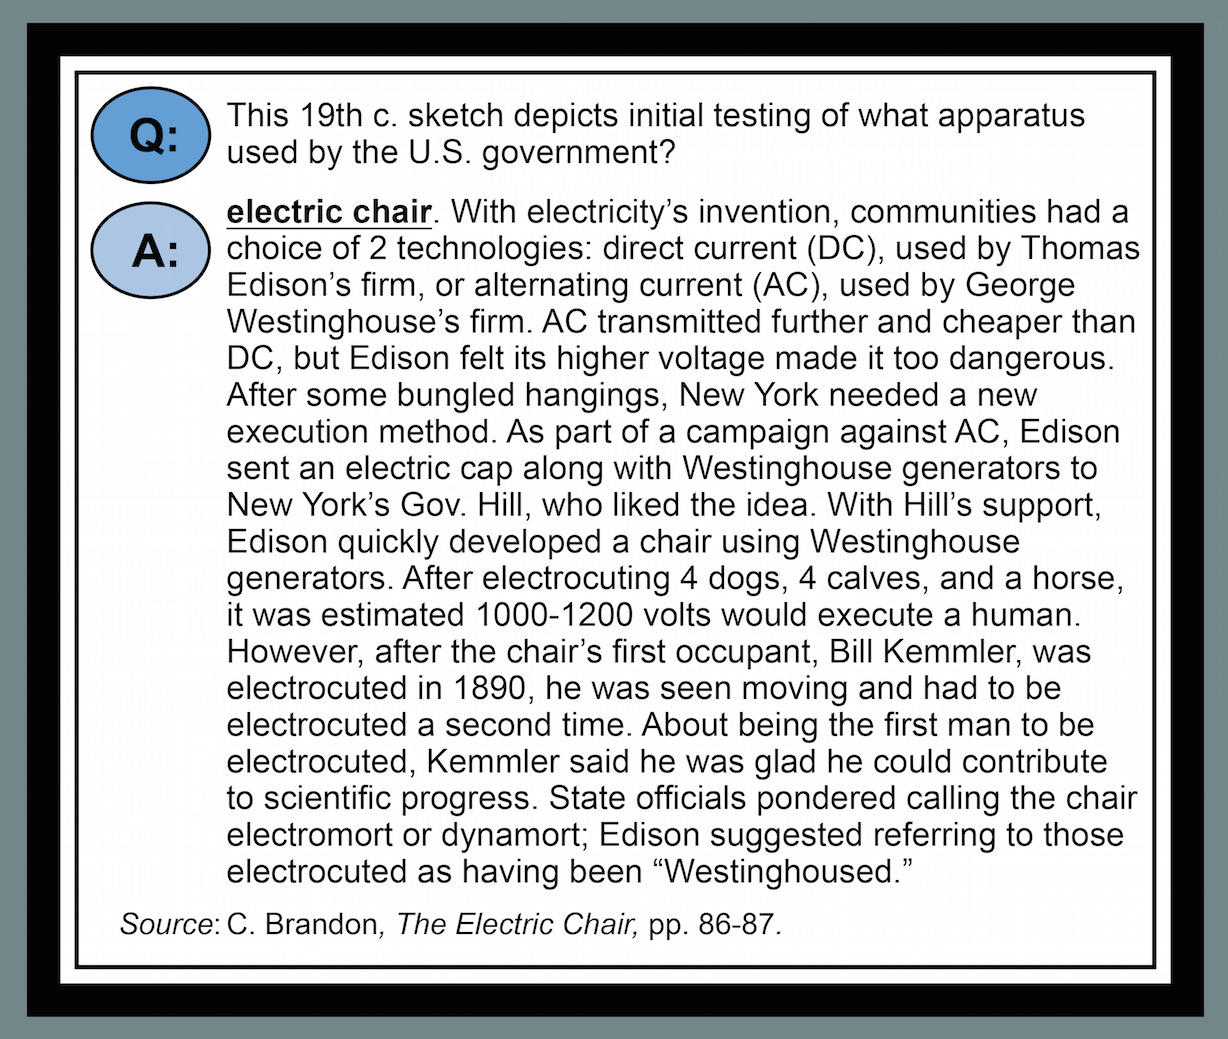 Q:
This 19th c. sketch depicts initial testing of what apparatus
used by the U.S. government?
A:
electric chair. With electricity’s invention, communities had a
choice of 2 technologies: direct current (DC), used by Thomas
Edison’s firm, or alternating current (AC), used by George
Westinghouse’s firm. AC transmitted further and cheaper than
DC, but Edison felt its higher voltage made it too dangerous.
After some bungled hangings, New York needed a new
execution method. As part of a campaign against AC, Edison
sent an electric cap along with Westinghouse generators to
New York’s Gov. Hill, who liked the idea. With Hill’s support,
Edison quickly developed a chair using Westinghouse
generators. After electrocuting 4 dogs, 4 calves, and a horse,
it was estimated 1000-1200 volts would execute a human.
However, after the chair’s first occupant, Bill Kemmler, was
electrocuted in 1890, he was seen moving and had to be
electrocuted a second time. About being the first man to be
electrocuted, Kemmler said he was glad he could contribute
to scientific progress. State officials pondered calling the chair
electromort or dynamort; Edison suggested referring to those
electrocuted as having been “Westinghoused.”
Source: C. Brandon, The Electric Chair, pp. 86-87.